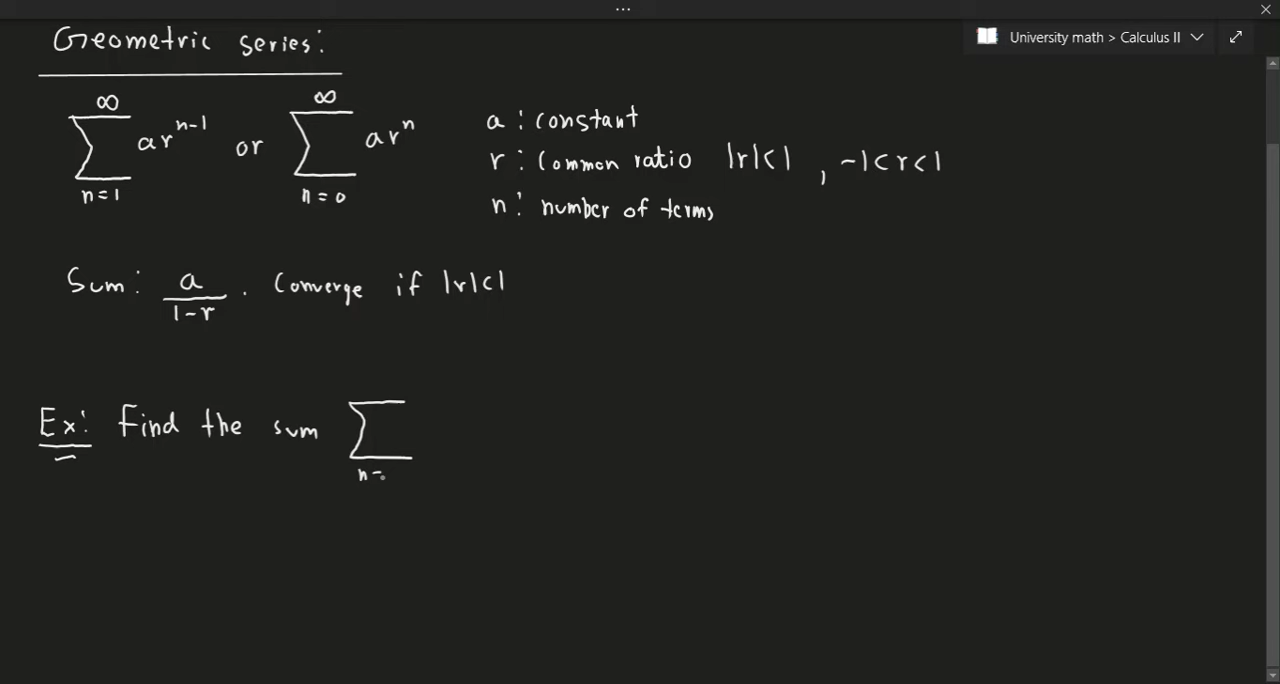 ...
University math > Calculus II
Geometric series:
∞ ∑ n=1 ar^{n-1} or ∞ ∑ n=0 ar^n
a : constant
r : common ratio |r|<1 , -1<r<1
n : number of terms
Sum: a/(1-r) . Converge if |r|<1
Ex: Find the sum ∑ n=